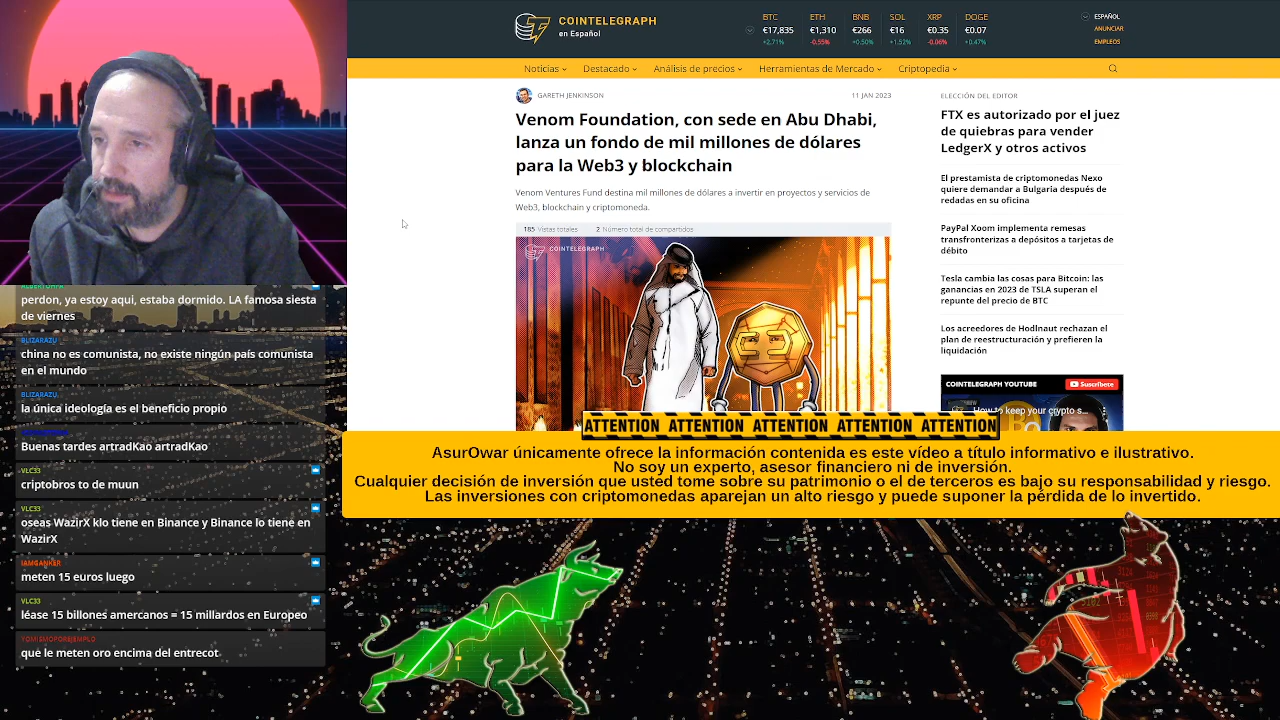 COINTELEGRAPH
en Español
BTC
€17,835
+2,71%
ETH
€1,310
-0.55%
BNB
€266
+0.50%
SOL
€16
+1.52%
XRP
€0.35
-0.06%
DOGE
€0.07
+0.47%
ESPAÑOL
ANUNCIAR
EMPLEOS
Noticias
Destacado
Análisis de precios
Herramientas de Mercado
Criptopedia
GARETH JENKINSON
11 JAN 2023
Venom Foundation, con sede en Abu Dhabi,
lanza un fondo de mil millones de dólares
para la Web3 y blockchain
Venom Ventures Fund destina mil millones de dólares a invertir en proyectos y servicios de
Web3, blockchain y criptomoneda.
185 Vistas totales
2 Número total de compartidos
COINTELEGRAPH
ELECCIÓN DEL EDITOR
FTX es autorizado por el juez
de quiebras para vender
LedgerX y otros activos
El prestamista de criptomonedas Nexo
quiere demandar a Bulgaria después de
redadas en su oficina
PayPal Xoom implementa remesas
transfronterizas a depósitos a tarjetas de
débito
Tesla cambia las cosas para Bitcoin: las
ganancias en 2023 de TSLA superan el
repunte del precio de BTC
Los acreedores de Hodlnaut rechazan el
plan de reestructuración y prefieren la
liquidación
COINTELEGRAPH YOUTUBE
Suscríbete
How to keep your crypto s...
perdon, ya estoy aqui, estaba dormido. LA famosa siesta
de viernes
BLIZARAZU
china no es comunista, no existe ningún país comunista
en el mundo
BLIZARAZU
la única ideología es el beneficio propio
Buenas tardes artradKao artradKao
VLC33
criptobros to de muun
VLC33
oseas WazirX klo tiene en Binance y Binance lo tiene en
WazirX
IAMGANKER
meten 15 euros luego
VLC33
léase 15 billones amercanos = 15 millardos en Europeo
YOMISMOPOREJEMPLO
que le meten oro encima del entrecot
ATTENTION ATTENTION ATTENTION ATTENTION ATTENTION
AsurOwar únicamente ofrece la información contenida es este vídeo a título informativo e ilustrativo.
No soy un experto, asesor financiero ni de inversión.
Cualquier decisión de inversión que usted tome sobre su patrimonio o el de terceros es bajo su responsabilidad y riesgo.
Las inversiones con criptomonedas aparejan un alto riesgo y puede suponer la pérdida de lo invertido.